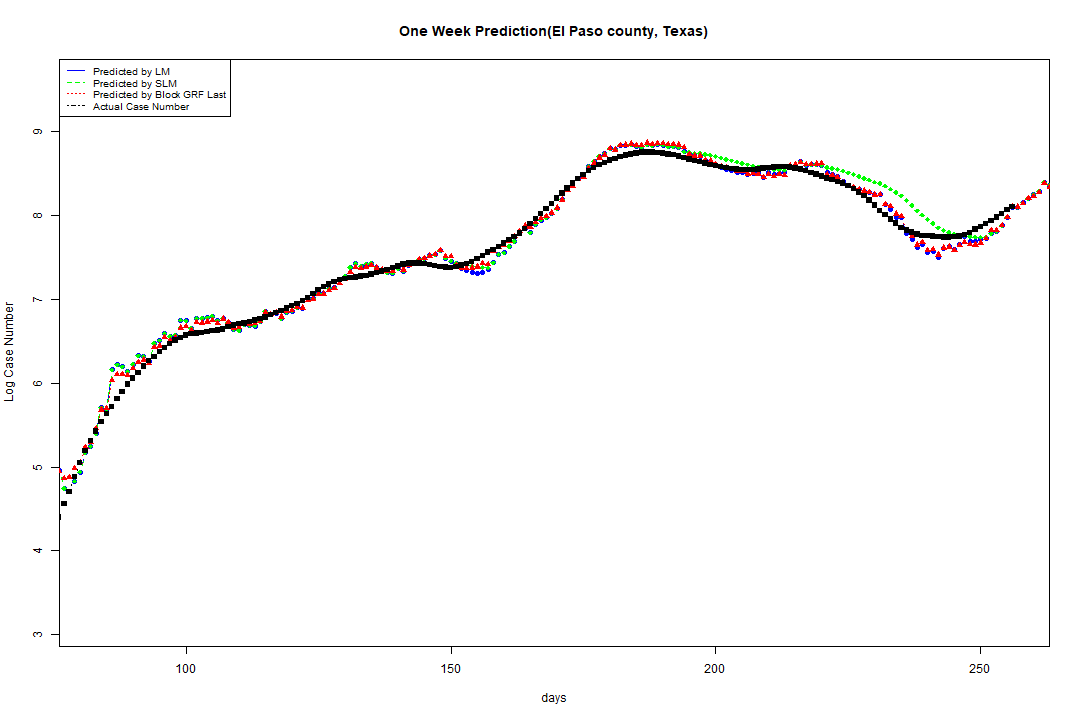 One Week Prediction(El Paso county, Texas)
Predicted by LM
Predicted by SLM
Predicted by Block GRF Last
Actual Case Number
9
8
7
6
5
4
3
Log Case Number
100 150 200 250
days